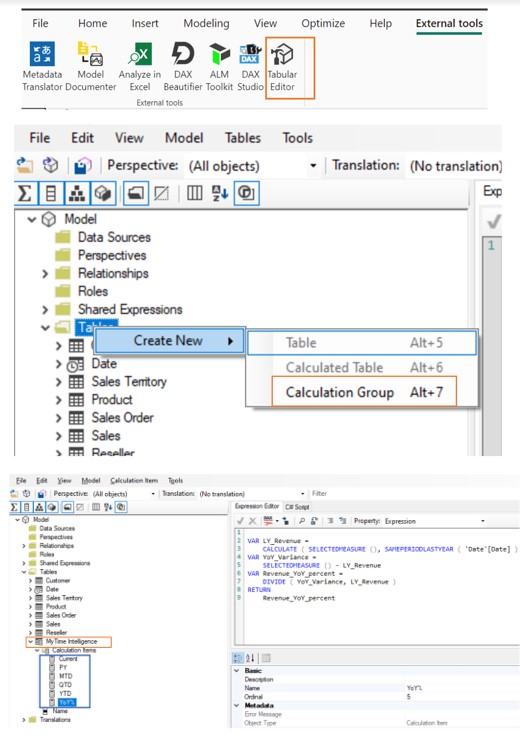 File Home Insert Modeling View Optimize Help External tools
Metadata Translator
Model Documenter
Analyze in Excel
DAX Beautifier
ALM Toolkit
DAX Studio
Tabular Editor
External tools
File Edit View Model Tables Tools
Perspective: (All objects) Translation: (No translation)
Exp
Model
Data Sources
Perspectives
Relationships
Roles
Shared Expressions
1
Create New
Table Alt+5
Date
Calculated Table Alt+6
Sales Territory
Calculation Group Alt+7
Product
Sales Order
Sales
Reseller
File Edit View Model Calculation Item Tools
Perspective: (All objects) Translation: (No translation) Filter
Expression Editor C# Script
Property: Expression
Model
Data Sources
Perspectives
Relationships
Roles
Shared Expressions
Tables
Customer
Date
Sales Territory
Product
Sales Order
Sales
Reseller
MyTime Intelligence
Calculation Items
Current
PY
MTD
QTD
YTD
YoY%
Name
Translations
1
2 VAR LY_Revenue =
3 CALCULATE ( SELECTEDMEASURE (), SAMEPERIODLASTYEAR ( 'Date'[Date] )
4 VAR YoY_Variance =
5 SELECTEDMEASURE () - LY_Revenue
6 VAR Revenue_YoY_percent =
7 DIVIDE ( YoY_Variance, LY_Revenue )
8 RETURN
9 Revenue_YoY_percent
Basic
Description
Name YoY%
Ordinal 5
Metadata
Error Message
Object Type Calculation Item